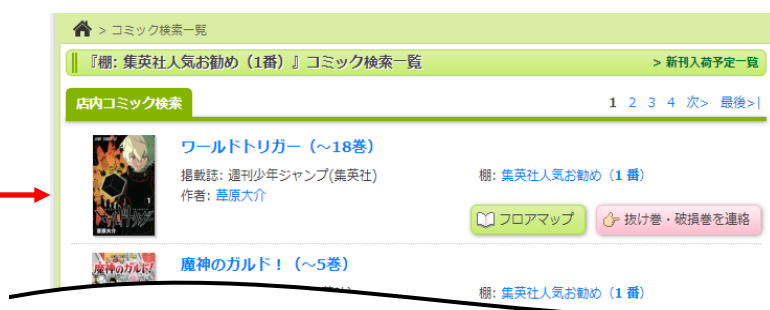 > コミック検索一覧
『棚: 集英社人気お勧め（1番）』コミック検索一覧
> 新刊入荷予定一覧
店内コミック検索
1 2 3 4 次> 最後>|
ワールドトリガー（～18巻）
掲載誌: 週刊少年ジャンプ(集英社)
棚: 集英社人気お勧め（1 番）
作者: 葦原大介
フロアマップ
抜け巻・破損巻を連絡
魔神のガルド！（～5巻）
棚: 集英社人気お勧め（1 番）